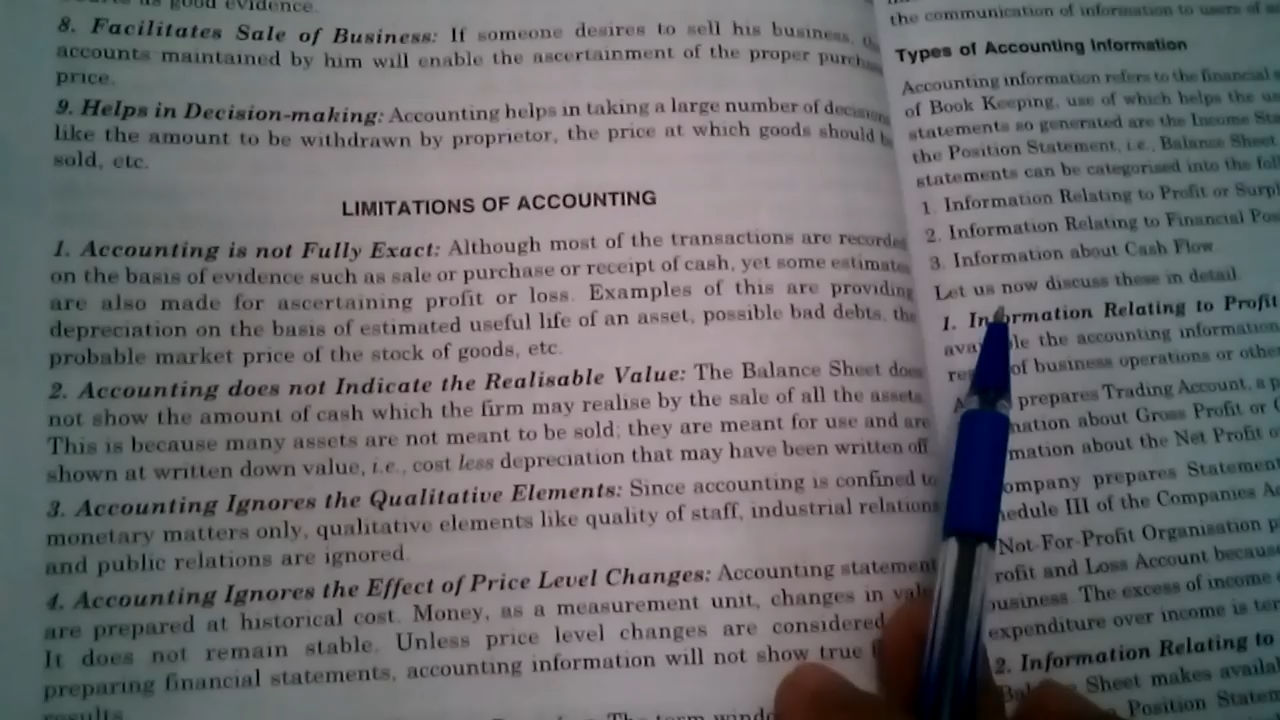 good evidence.
8. Facilitates Sale of Business: If someone desires to sell his business,
accounts maintained by him will enable the ascertainment of the proper
price.
9. Helps in Decision-making: Accounting helps in taking a large number of
like the amount to be withdrawn by proprietor, the price at which goods should
sold, etc.
LIMITATIONS OF ACCOUNTING
1. Accounting is not Fully Exact: Although most of the transactions are
on the basis of evidence such as sale or purchase or receipt of cash, yet some
are also made for ascertaining profit or loss. Examples of this are providing
depreciation on the basis of estimated useful life of an asset, possible bad debts, the
probable market price of the stock of goods, etc.
2. Accounting does not Indicate the Realisable Value: The Balance Sheet
not show the amount of cash which the firm may realise by the sale of all the assets
This is because many assets are not meant to be sold; they are meant for use and are
shown at written down value, i.e., cost less depreciation that may have been written off
3. Accounting Ignores the Qualitative Elements: Since accounting is confined to
monetary matters only, qualitative elements like quality of staff, industrial relations
and public relations are ignored.
4. Accounting Ignores the Effect of Price Level Changes: Accounting statement
are prepared at historical cost. Money, as a measurement unit, changes in
It does not remain stable. Unless price level changes are considered
preparing financial statements, accounting information will not show true
results.
The term
the communication of information to users of
Types of Accounting Information
Accounting information refers to the financial
of Book Keeping, use of which helps the
statements so generated are the Income
the Position Statement, i.e., Balance Sheet
statements can be categorised into the
1. Information Relating to Profit or
2. Information Relating to Financial
3. Information about Cash Flow.
Let us now discuss these in detail.
1. Information Relating to Profit
the accounting information
of business operations or
prepares Trading Account, a
about Gross Profit or
about the Net Profit
prepares Statement
III of the Companies
Not-For-Profit Organisation
and Loss Account because
The excess of income
expenditure over income is
2. Information Relating to
Sheet makes
Position